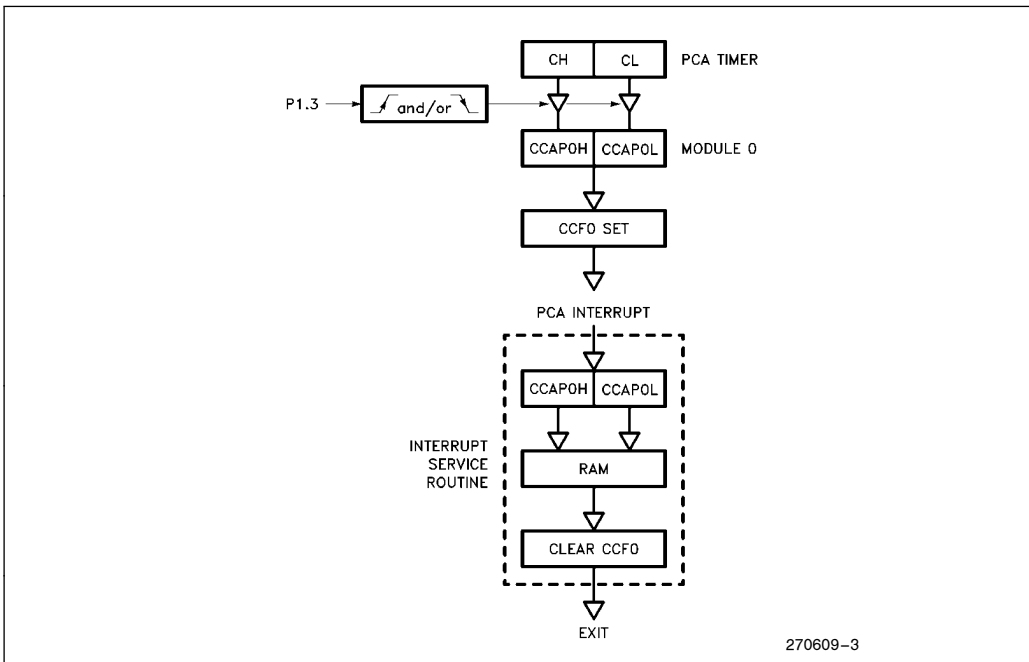 CH CL PCA TIMER
P1.3 and/or
CCAP0H CCAP0L MODULE 0
CCF0 SET
PCA INTERRUPT
CCAP0H CCAP0L
INTERRUPT
SERVICE
ROUTINE
RAM
CLEAR CCF0
EXIT
270609–3